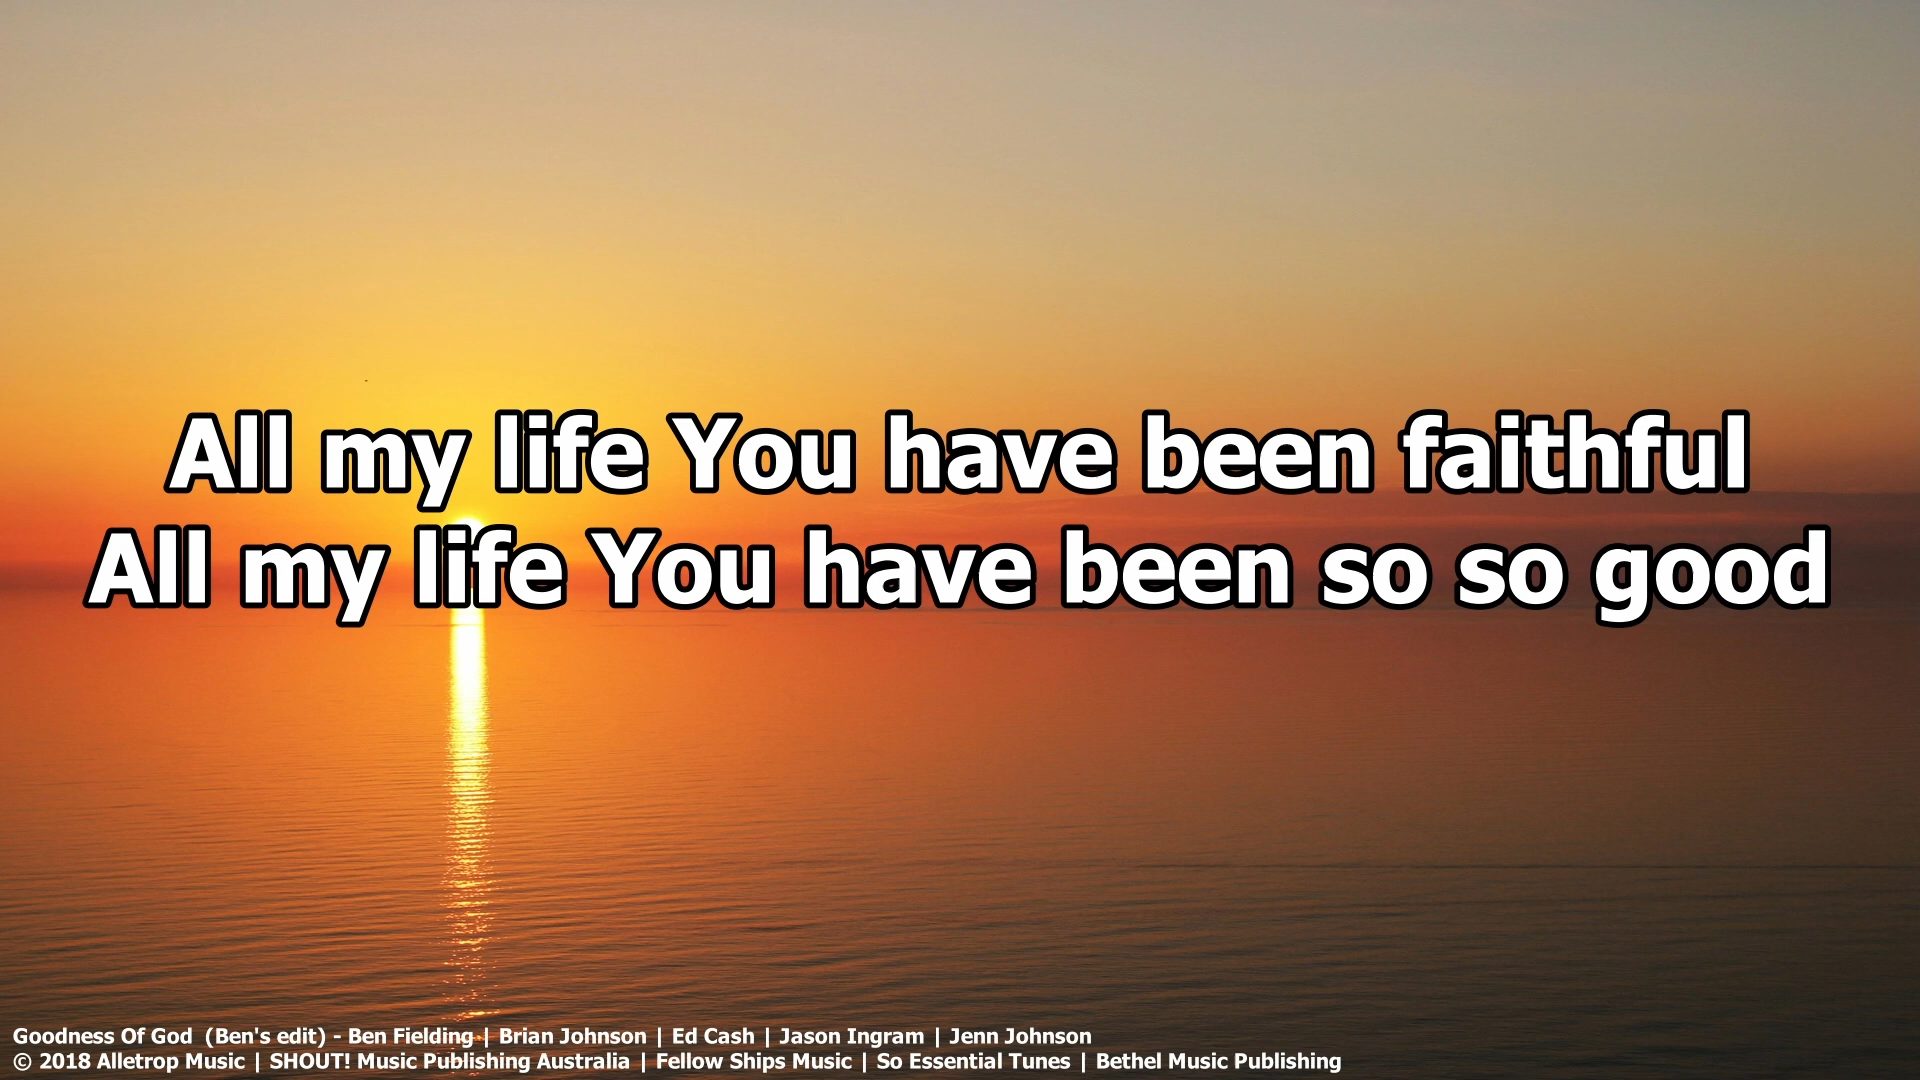 All my life You have been faithful
All my life You have been so so good
Goodness Of God  (Ben's edit) - Ben Fielding | Brian Johnson | Ed Cash | Jason Ingram | Jenn Johnson
© 2018 Alletrop Music | SHOUT! Music Publishing Australia | Fellow Ships Music | So Essential Tunes | Bethel Music Publishing